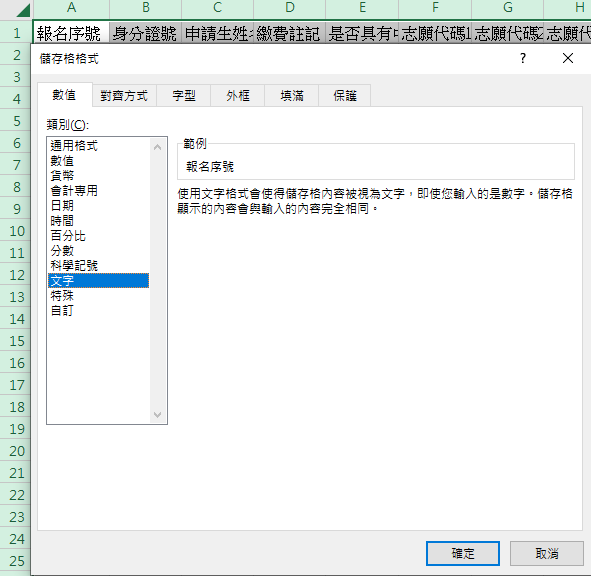 A B C D E F G H
1 報名序號 身分證號 申請生姓名 繳費註記 是否具有中 志願代碼1 志願代碼2 志願代
2
儲存格格式 ? ×
3
4 數值 對齊方式 字型 外框 填滿 保護
5
類別(C):
6 通用格式 範例
7 數值 報名序號
貨幣
8 會計專用 使用文字格式會使得儲存格內容被視為文字，即使您輸入的是數字。儲存格
9 日期 顯示的內容會與輸入的內容完全相同。
10 時間
百分比
11 分數
科學記號
12 文字
13 特殊
自訂
14
15
16
17
18
19
20
21
22
23
24
確定 取消
25